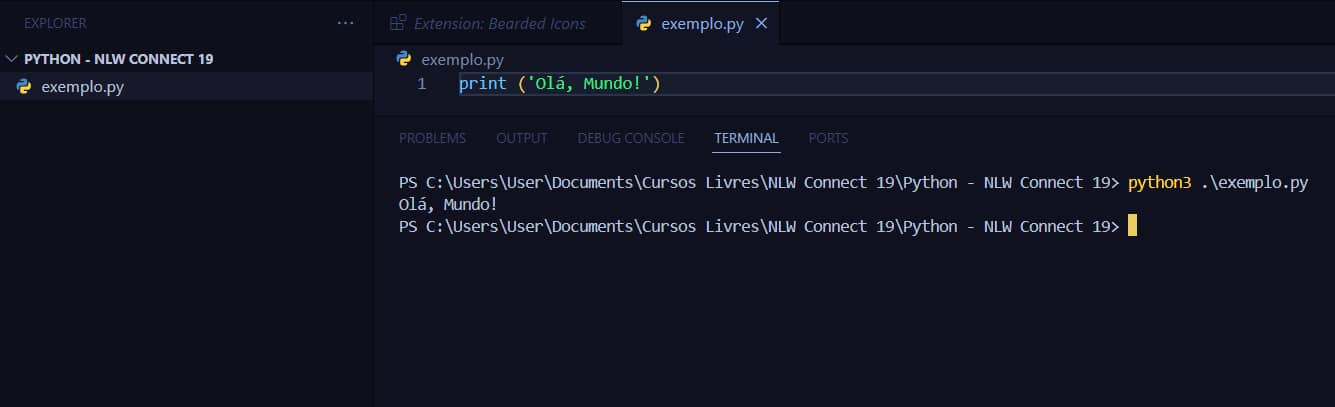 EXPLORER ...
PYTHON - NLW CONNECT 19
exemplo.py
Extension: Bearded Icons
exemplo.py
exemplo.py
1 print ('Olá, Mundo!')
PROBLEMS OUTPUT DEBUG CONSOLE TERMINAL PORTS
PS C:\Users\User\Documents\Cursos Livres\NLW Connect 19\Python - NLW Connect 19> python3 .\exemplo.py
Olá, Mundo!
PS C:\Users\User\Documents\Cursos Livres\NLW Connect 19\Python - NLW Connect 19>